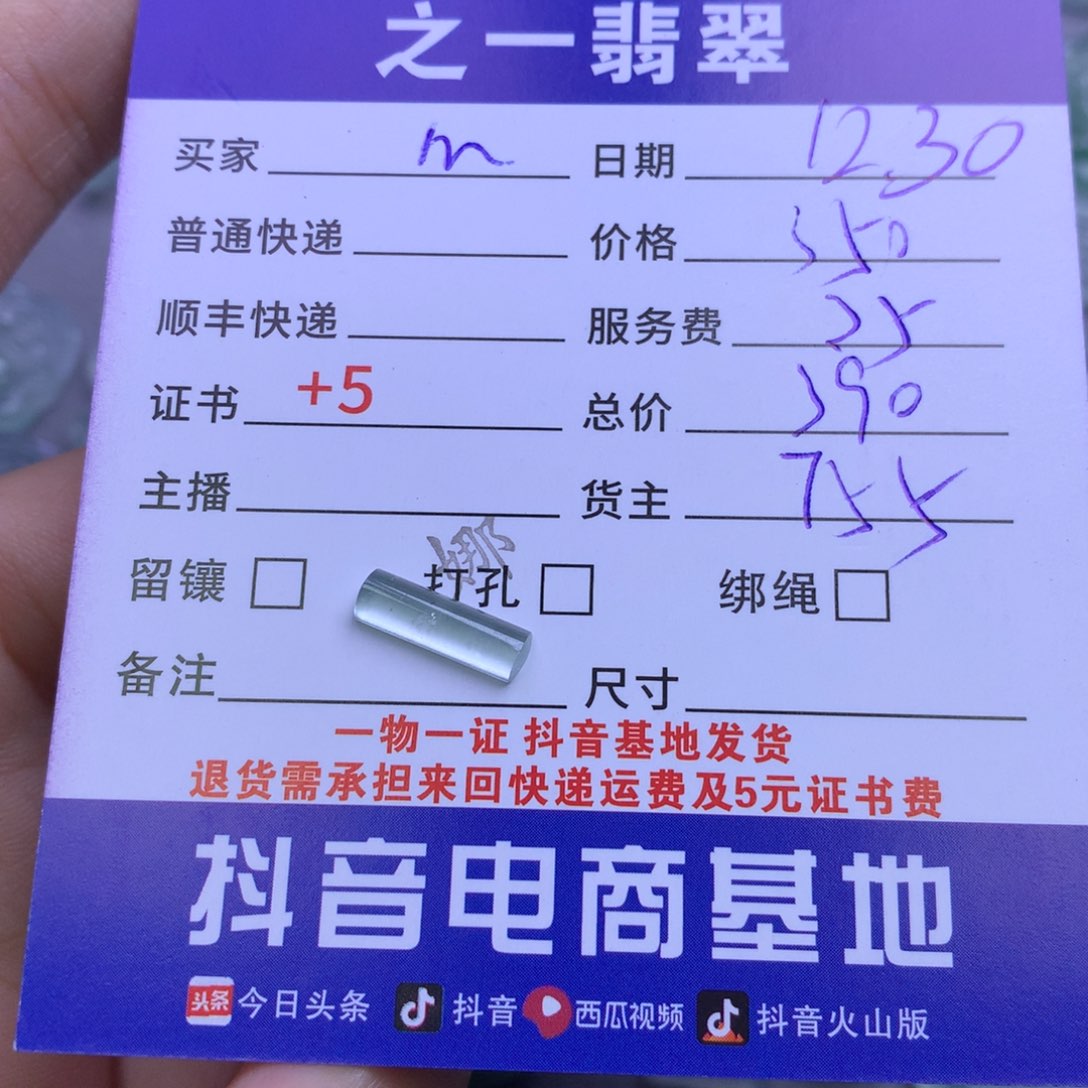 之一翡翠
买家 m 日期 12.30
普通快递 价格 350
顺丰快递 服务费 25
证书 +5 总价 390
主播 货主 755
娜
留镶 打孔 绑绳
备注 尺寸
一物一证 抖音基地发货
退货需承担来回快递运费及5元证书费
抖音电商基地
头条 今日头条 抖音 西瓜视频 抖音火山版